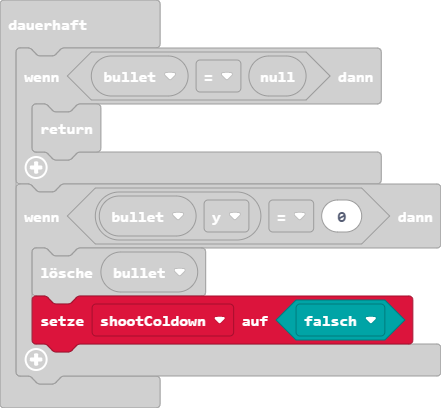 dauerhaft
wenn bullet = null dann
return
wenn bullet y = 0 dann
lösche bullet
setze shootColdown auf falsch